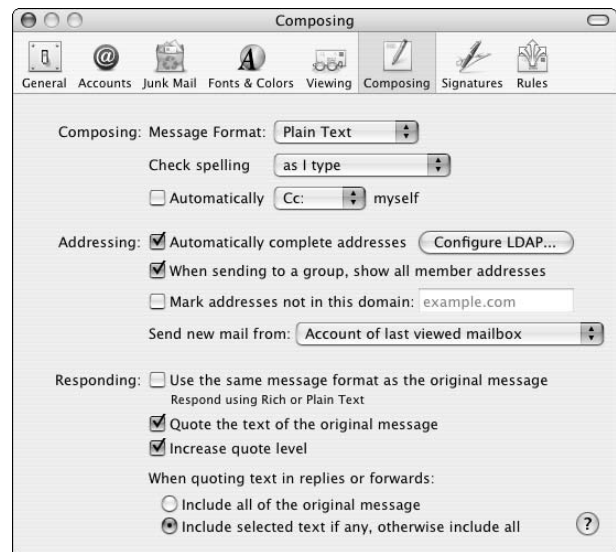 Composing
General Accounts Junk Mail Fonts & Colors Viewing Composing Signatures Rules
Composing: Message Format: Plain Text
Check spelling as I type
Automatically Cc: myself
Addressing: Automatically complete addresses Configure LDAP...
When sending to a group, show all member addresses
Mark addresses not in this domain: example.com
Send new mail from: Account of last viewed mailbox
Responding: Use the same message format as the original message
Respond using Rich or Plain Text
Quote the text of the original message
Increase quote level
When quoting text in replies or forwards:
Include all of the original message
Include selected text if any, otherwise include all ?